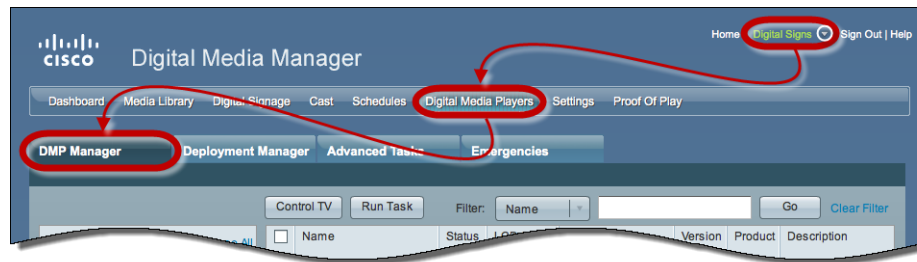 Home Digital Signs Sign Out | Help
CISCO Digital Media Manager
Dashboard Media Library Digital Signage Cast Schedules Digital Media Players Settings Proof Of Play
DMP Manager Deployment Manager Advanced Tasks Emergencies
Control TV Run Task Filter: Name Go Clear Filter
All Name Status Version Product Description